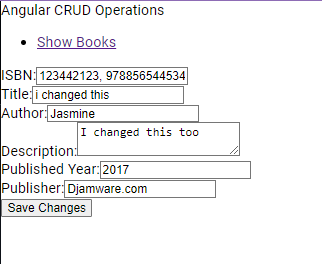 Angular CRUD Operations
Show Books
ISBN: 123442123, 978856544534
Title: i changed this
Author: Jasmine
I changed this too
Description:
Published Year: 2017
Publisher: Djamware.com
Save Changes